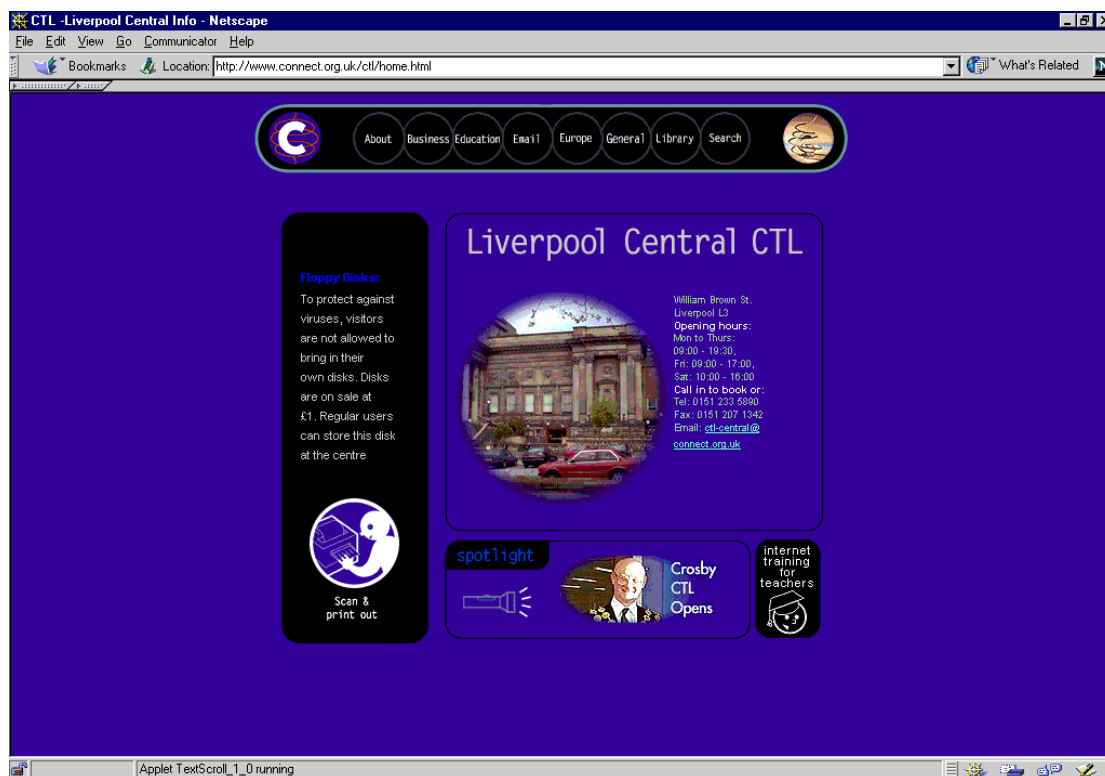 CTL -Liverpool Central Info - Netscape
File Edit View Go Communicator Help
Bookmarks Location: http://www.connect.org.uk/ctl/home.html What's Related N
C About Business Education Email Europe General Library Search
Liverpool Central CTL
Floppy Disks:
To protect against
viruses, visitors
are not allowed to
bring in their
own disks. Disks
are on sale at
£1. Regular users
can store this disk
at the centre
Scan &
print out
William Brown St.
Liverpool L3
Opening hours:
Mon to Thurs:
09:00 - 19:30,
Fri: 09:00 - 17:00,
Sat: 10:00 - 16:00
Call in to book or:
Tel: 0151 233 5890
Fax: 0151 207 1342
Email: ctl-central@
connect.org.uk
spotlight
Crosby
CTL
Opens
internet
training
for
teachers
Applet TextScroll_1_0 running